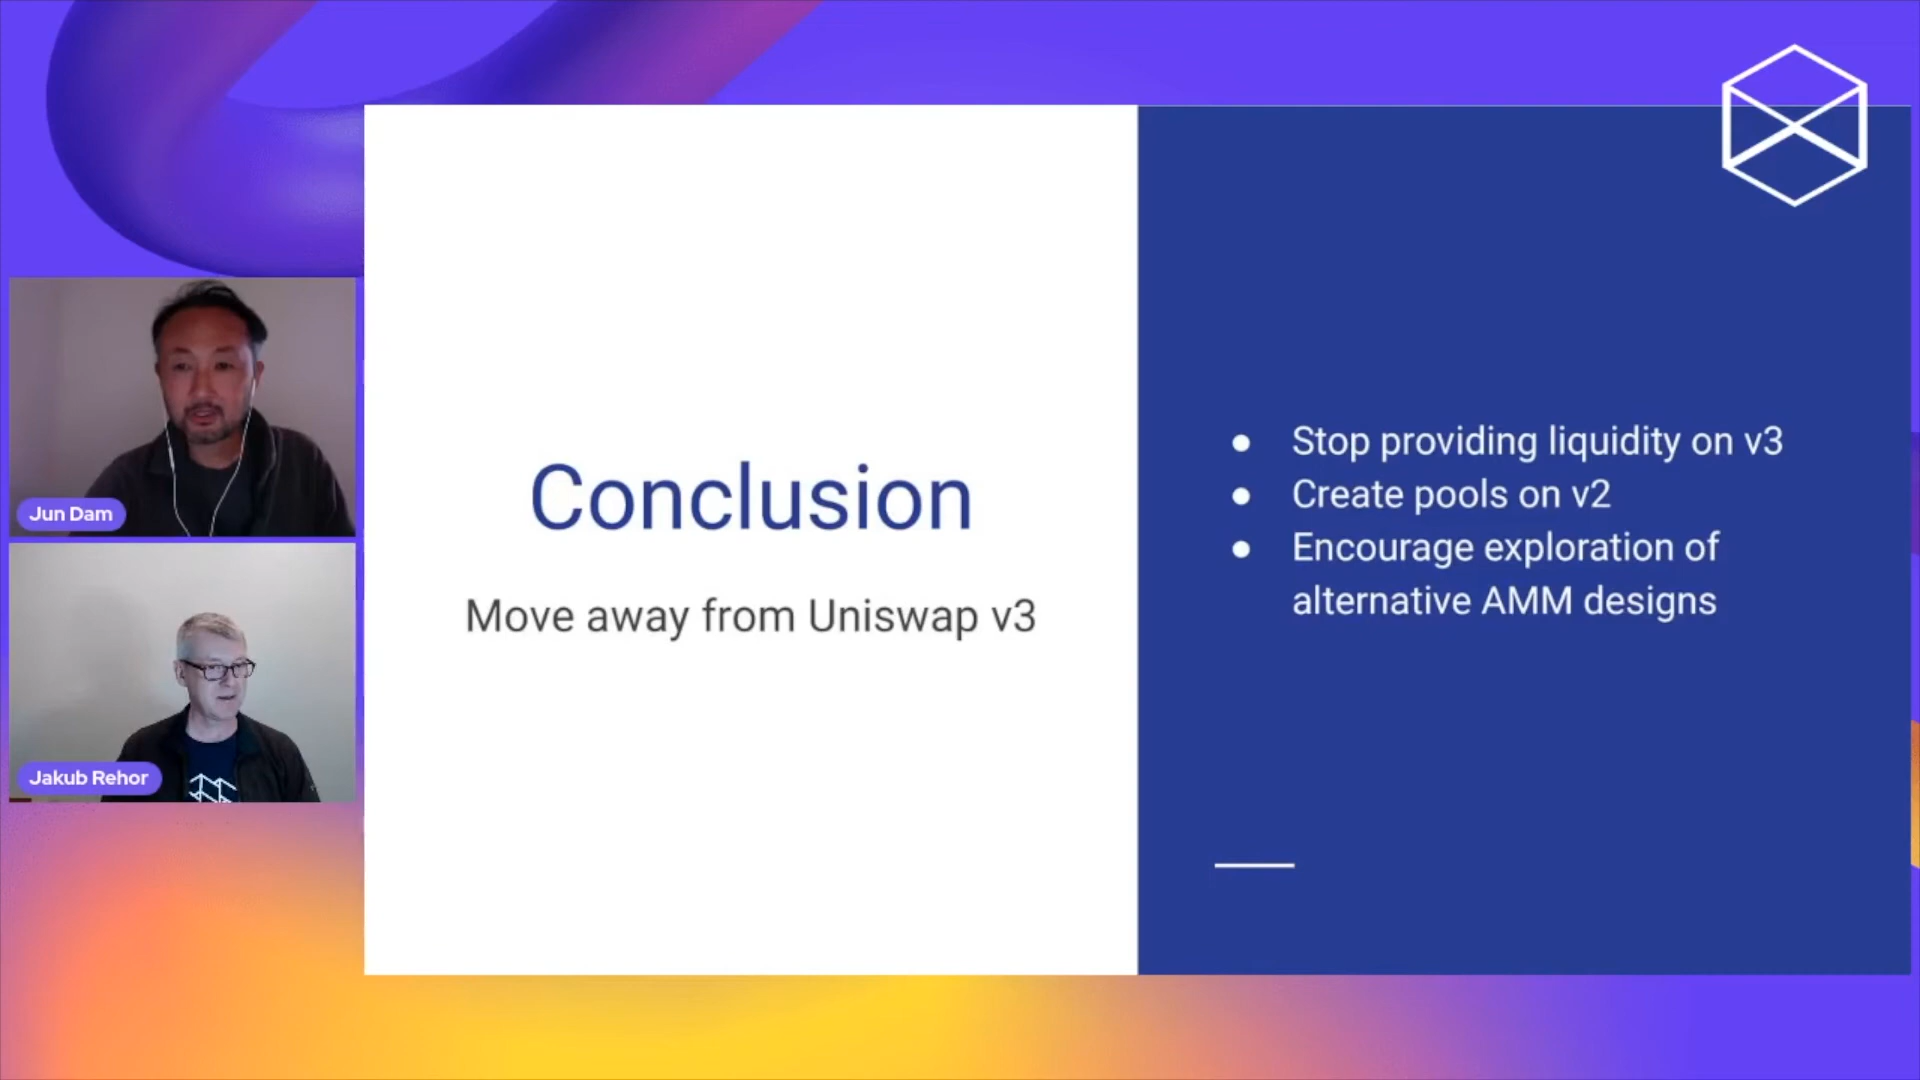 Jun Dam
Jakub Rehor
Conclusion
Move away from Uniswap v3
● Stop providing liquidity on v3
● Create pools on v2
● Encourage exploration of
alternative AMM designs